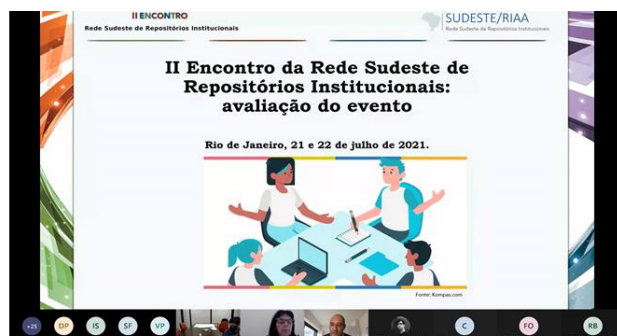 II ENCONTRO
Rede Sudeste de Repositórios Institucionais
SUDESTE/RIAA
Rede Sudeste de Repositórios Institucionais
II Encontro da Rede Sudeste de
Repositórios Institucionais:
avaliação do evento
Rio de Janeiro, 21 e 22 de julho de 2021.
Fonte: Kompas.com
+25
DP
IS
SF
VP
C
FO
RB